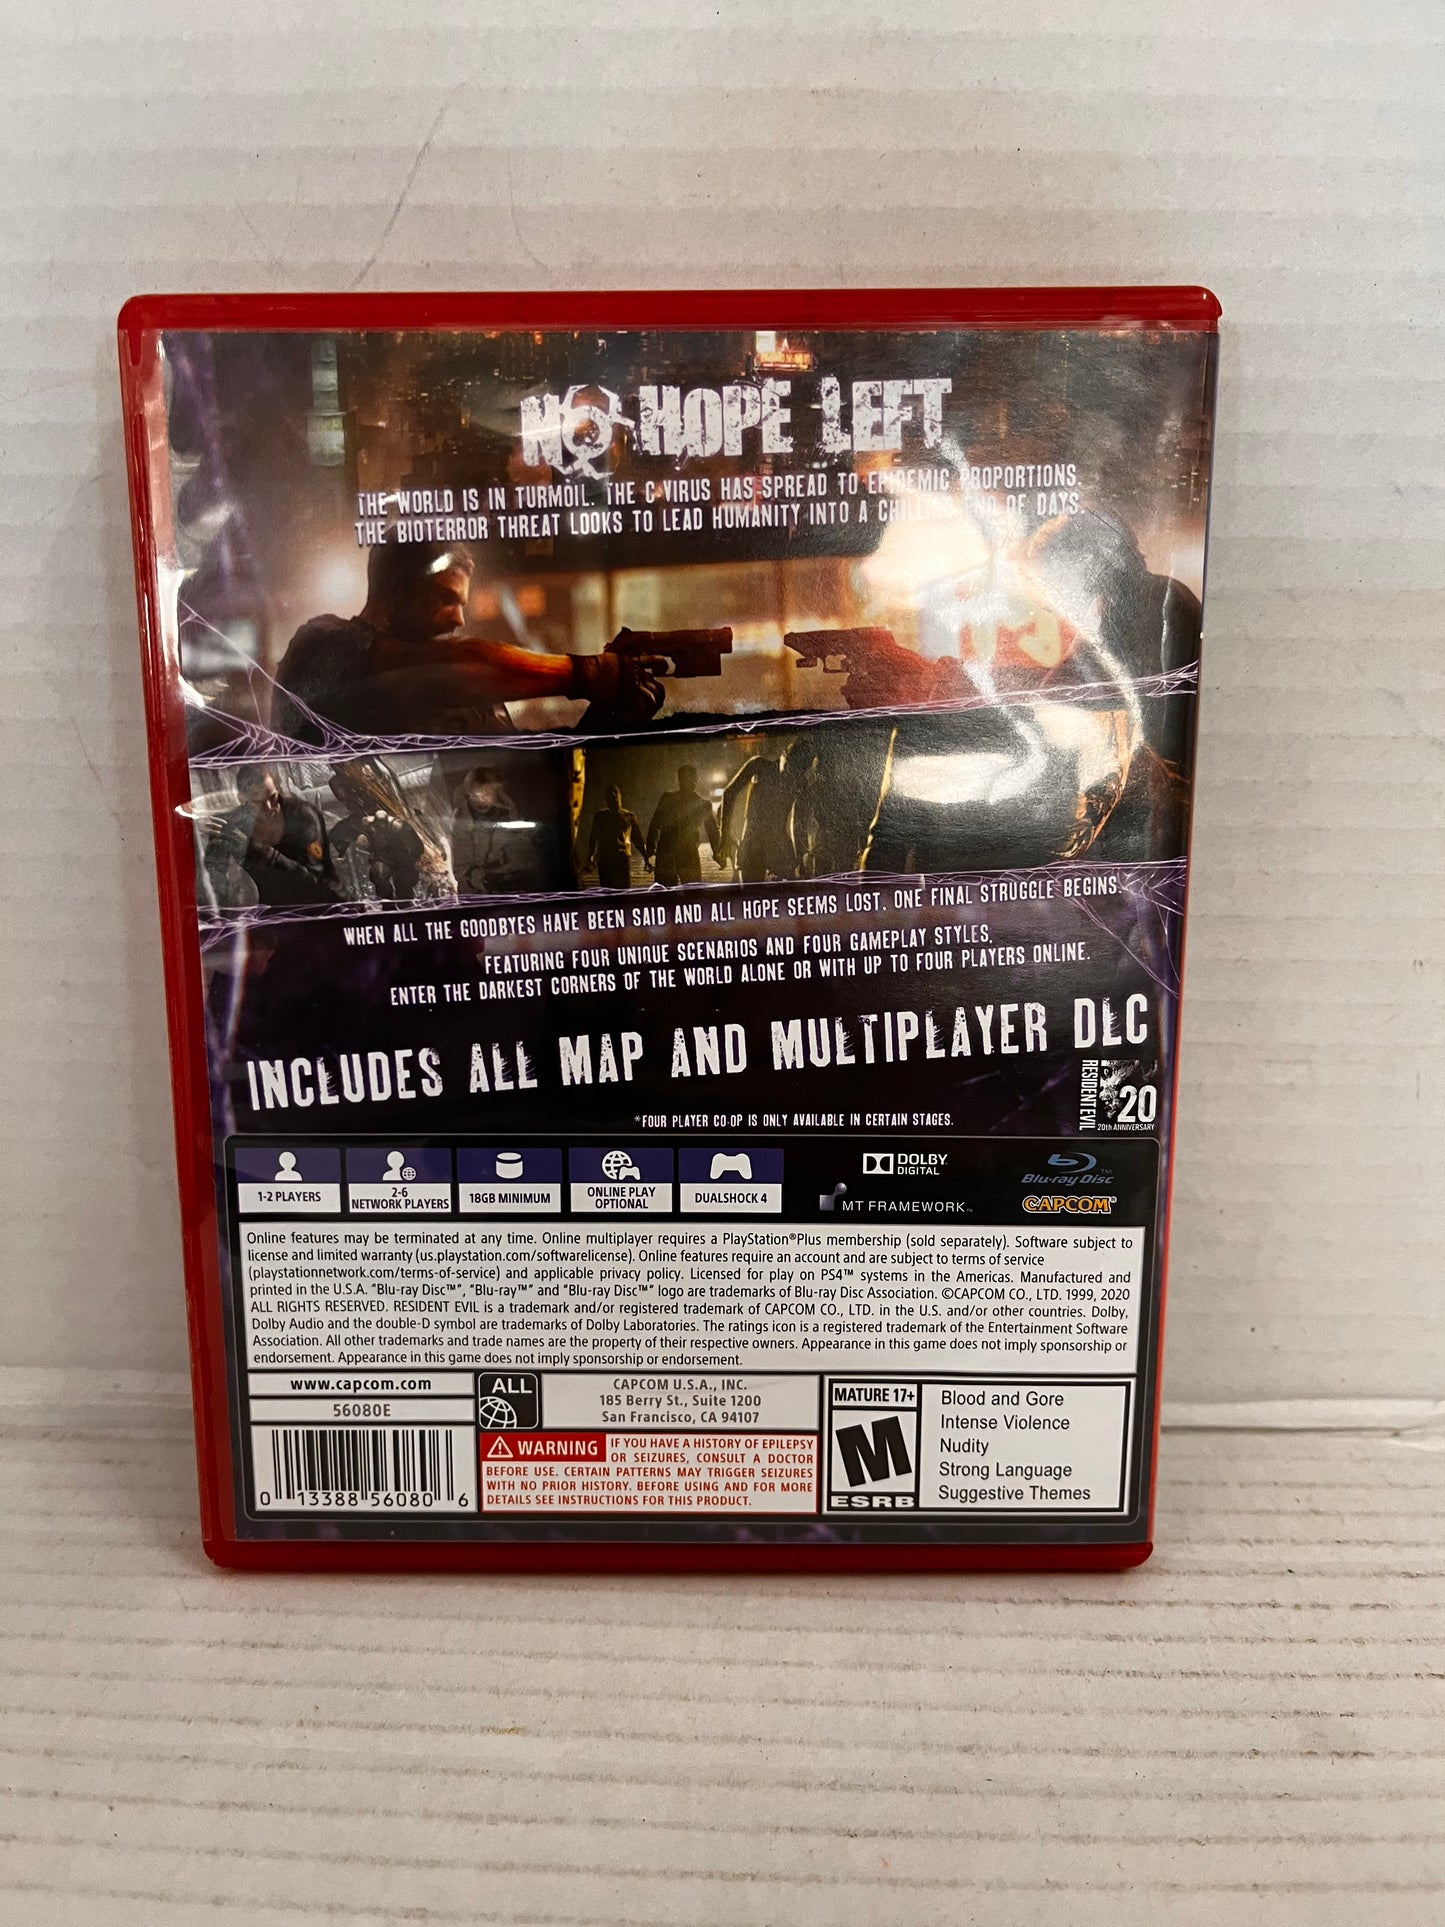 NO HOPE LEFT
THE WORLD IS IN TURMOIL. THE C-VIRUS HAS SPREAD TO EPIDEMIC PROPORTIONS.
THE BIOTERROR THREAT LOOKS TO LEAD HUMANITY INTO A CHILLING END OF DAYS.
WHEN ALL THE GOODBYES HAVE BEEN SAID AND ALL HOPE SEEMS LOST. ONE FINAL STRUGGLE BEGINS.
FEATURING FOUR UNIQUE SCENARIOS AND FOUR GAMEPLAY STYLES,
ENTER THE DARKEST CORNERS OF THE WORLD ALONE OR WITH UP TO FOUR PLAYERS ONLINE.
INCLUDES ALL MAP AND MULTIPLAYER DLC
*FOUR PLAYER CO-OP IS ONLY AVAILABLE IN CERTAIN STAGES.
RESIDENT EVIL
20
20th ANNIVERSARY
1-2 PLAYERS
2-6
NETWORK PLAYERS
18GB MINIMUM
ONLINE PLAY
OPTIONAL
DUALSHOCK 4
DOLBY
DIGITAL
MT FRAMEWORK™
Blu-ray Disc™
CAPCOM®
Online features may be terminated at any time. Online multiplayer requires a PlayStation®Plus membership (sold separately). Software subject to
license and limited warranty (us.playstation.com/softwarelicense). Online features require an account and are subject to terms of service
(playstationnetwork.com/terms-of-service) and applicable privacy policy. Licensed for play on PS4™ systems in the Americas. Manufactured and
printed in the U.S.A. "Blu-ray Disc™", "Blu-ray™" and "Blu-ray Disc™" logo are trademarks of Blu-ray Disc Association. ©CAPCOM CO., LTD. 1999, 2020
ALL RIGHTS RESERVED. RESIDENT EVIL is a trademark and/or registered trademark of CAPCOM CO., LTD. in the U.S. and/or other countries. Dolby,
Dolby Audio and the double-D symbol are trademarks of Dolby Laboratories. The ratings icon is a registered trademark of the Entertainment Software
Association. All other trademarks and trade names are the property of their respective owners. Appearance in this game does not imply sponsorship or
endorsement. Appearance in this game does not imply sponsorship or endorsement.
www.capcom.com
56080E
0 13388 56080 6
ALL
CAPCOM U.S.A., INC.
185 Berry St., Suite 1200
San Francisco, CA 94107
WARNING IF YOU HAVE A HISTORY OF EPILEPSY
OR SEIZURES, CONSULT A DOCTOR
BEFORE USE. CERTAIN PATTERNS MAY TRIGGER SEIZURES
WITH NO PRIOR HISTORY. BEFORE USING AND FOR MORE
DETAILS SEE INSTRUCTIONS FOR THIS PRODUCT.
MATURE 17+
M
ESRB
Blood and Gore
Intense Violence
Nudity
Strong Language
Suggestive Themes